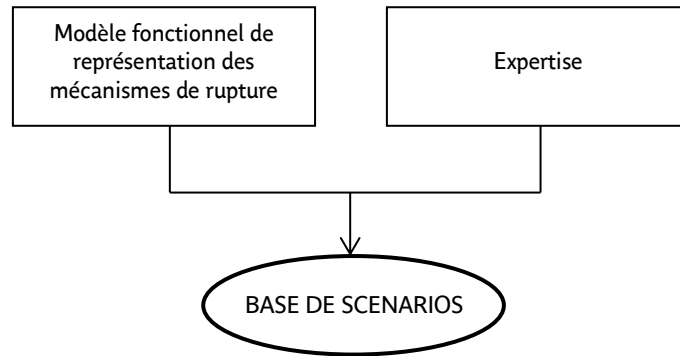 Modèle fonctionnel de
représentation des
mécanismes de rupture
Expertise
BASE DE SCENARIOS